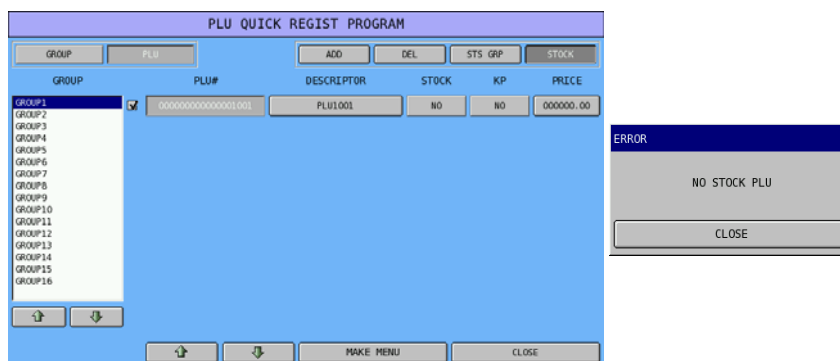 PLU QUICK REGIST PROGRAM
GROUP PLU ADD DEL STS GRP STOCK
GROUP PLU# DESCRIPTOR STOCK KP PRICE
GROUP1 000000000000001001 PLU1001 NO NO 000000.00
GROUP2
GROUP3
GROUP4
GROUP5
GROUP6
GROUP7
GROUP8
GROUP9
GROUP10
GROUP11
GROUP12
GROUP13
GROUP14
GROUP15
GROUP16
MAKE MENU CLOSE
ERROR
NO STOCK PLU
CLOSE